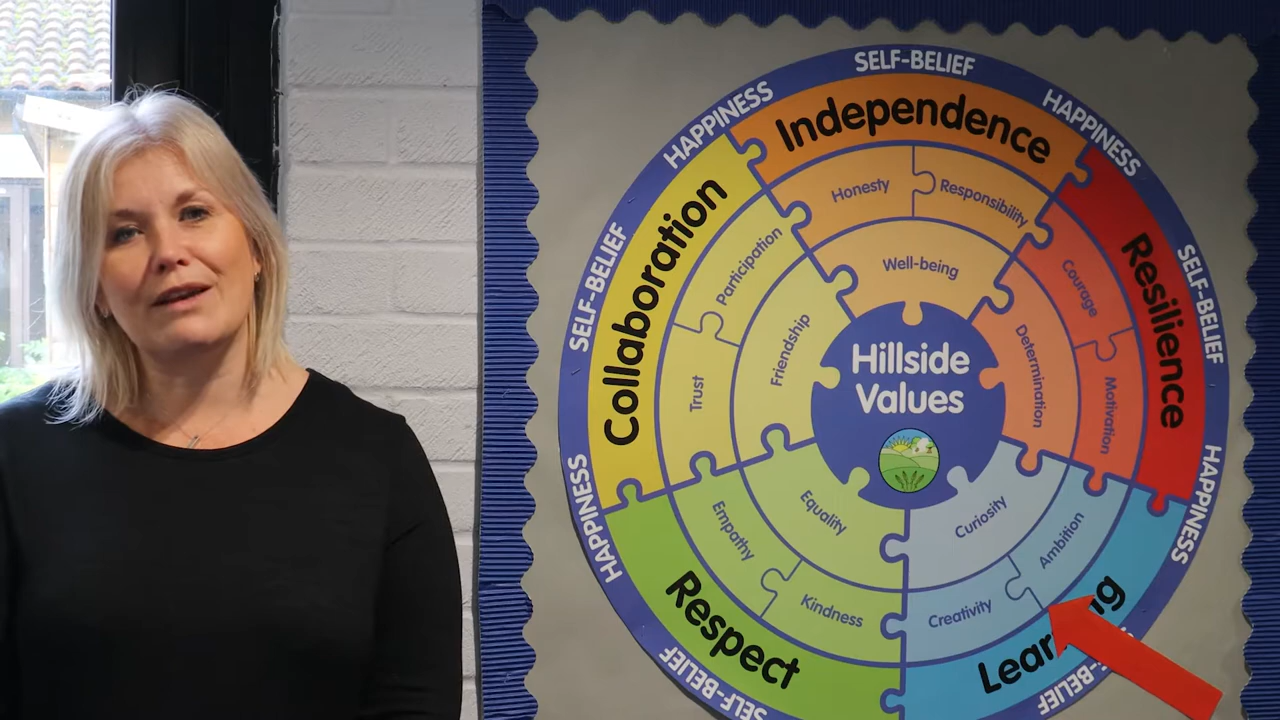 SELF-BELIEF
HAPPINESS
HAPPINESS
Independence
Honesty
Responsibility
Well-being
Collaboration
Participation
Trust
Friendship
Resilience
Courage
Determination
Motivation
SELF-BELIEF
SELF-BELIEF
Hillside
Values
Equality
Empathy
Kindness
Respect
Curiosity
Ambition
Creativity
HAPPINESS
HAPPINESS
SELF-BELIEF